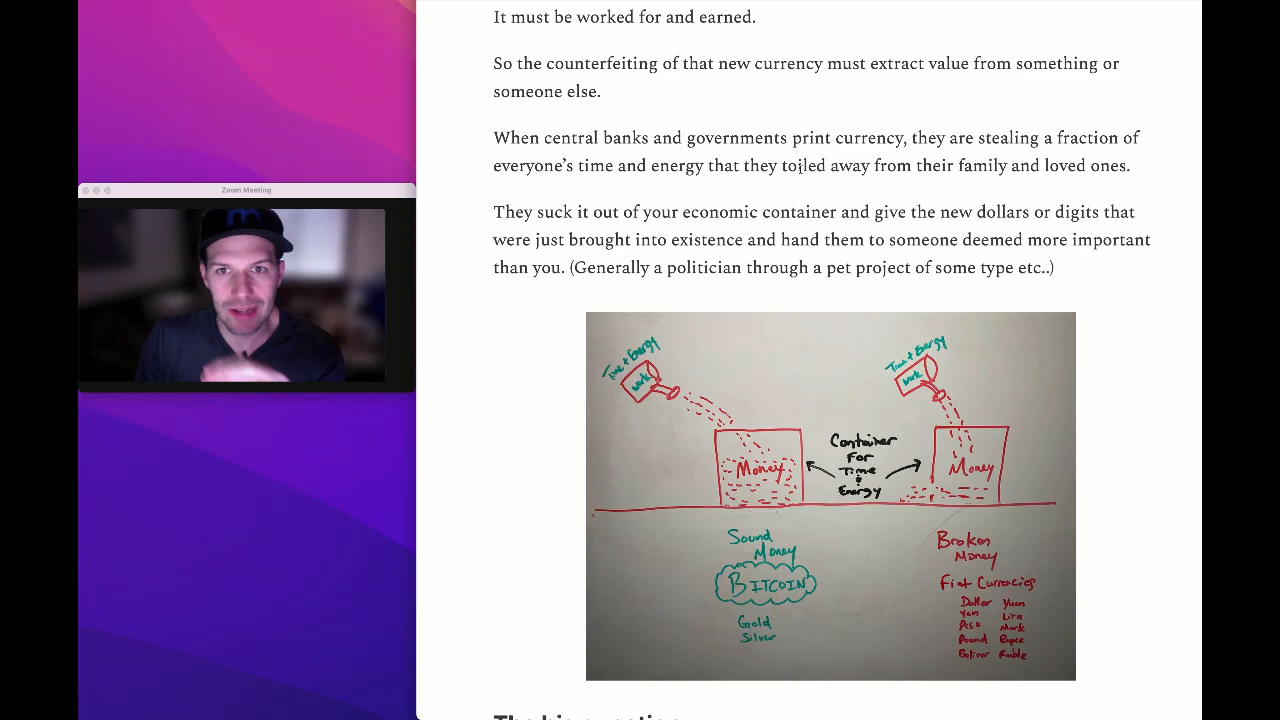 It must be worked for and earned.
So the counterfeiting of that new currency must extract value from something or
someone else.
When central banks and governments print currency, they are stealing a fraction of
everyone's time and energy that they toiled away from their family and loved ones.
Zoom Meeting
They suck it out of your economic container and give the new dollars or digits that
were just brought into existence and hand them to someone deemed more important
than you. (Generally a politician through a pet project of some type etc..)
Time + Energy
Work
Time + Energy
Work
Container
For
Time
+
Energy
Money
Money
Sound
Money
BITCOIN
Gold
Silver
Broken
Money
Fiat Currencies
Dollar Yuan
Yen Lira
Peso Mark
Pound Rupee
Bolivar Ruble